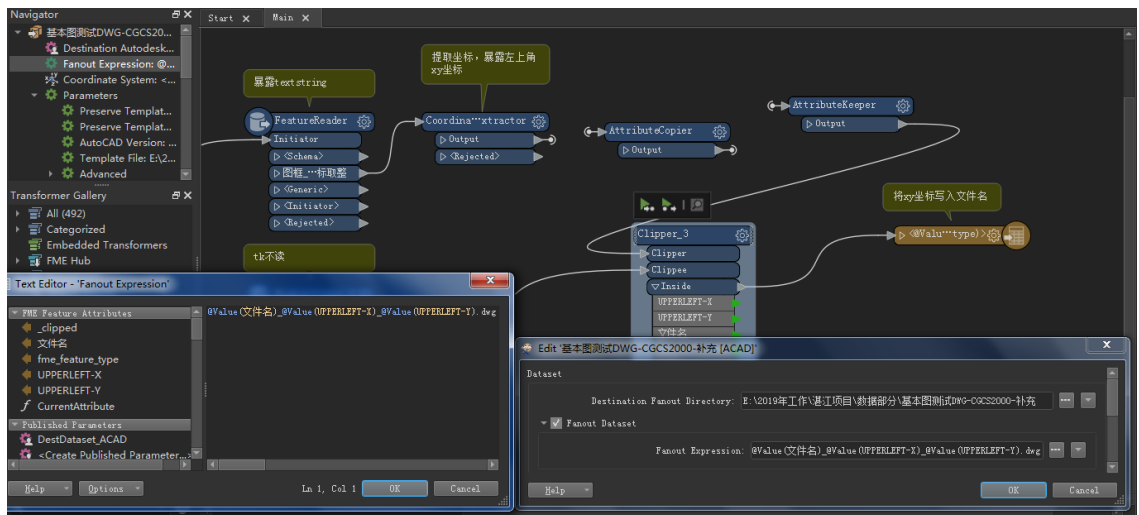 Navigator
Start
Main
基本图测试DWG-CGCS20...
Destination Autodesk...
Fanout Expression: @...
Coordinate System: <...
Parameters
Preserve Templat...
Preserve Templat...
AutoCAD Version: ...
Template File: E:\2...
Advanced
Transformer Gallery
All (492)
Categorized
Embedded Transformers
FME Hub
暴露textstring
提取坐标，暴露左上角
xy坐标
FeatureReader
Initiator
<Schema>
图框_…标取整
<Generic>
<Initiator>
<Rejected>
Coordina…xtractor
Output
<Rejected>
AttributeCopier
Output
AttributeKeeper
Output
tk不读
将xy坐标写入文件名
<@Valu…type)>
Clipper_3
Clipper
Clippee
Inside
UPPERLEFT-X
UPPERLEFT-Y
文件名
Text Editor - 'Fanout Expression'
FME Feature Attributes
_clipped
文件名
fme_feature_type
UPPERLEFT-X
UPPERLEFT-Y
CurrentAttribute
Published Parameters
DestDataset_ACAD
<Create Published Parameter...>
@Value(文件名)_@Value(UPPERLEFT-X)_@Value(UPPERLEFT-Y).dwg
Help
Options
Ln 1, Col 1
OK
Cancel
Edit '基本图测试DWG-CGCS2000-补充 [ACAD]'
Dataset
Destination Fanout Directory: E:\2019年工作\湛江项目\数据部分\基本图测试DWG-CGCS2000-补充
Fanout Dataset
Fanout Expression: @Value(文件名)_@Value(UPPERLEFT-X)_@Value(UPPERLEFT-Y).dwg
Help
OK
Cancel